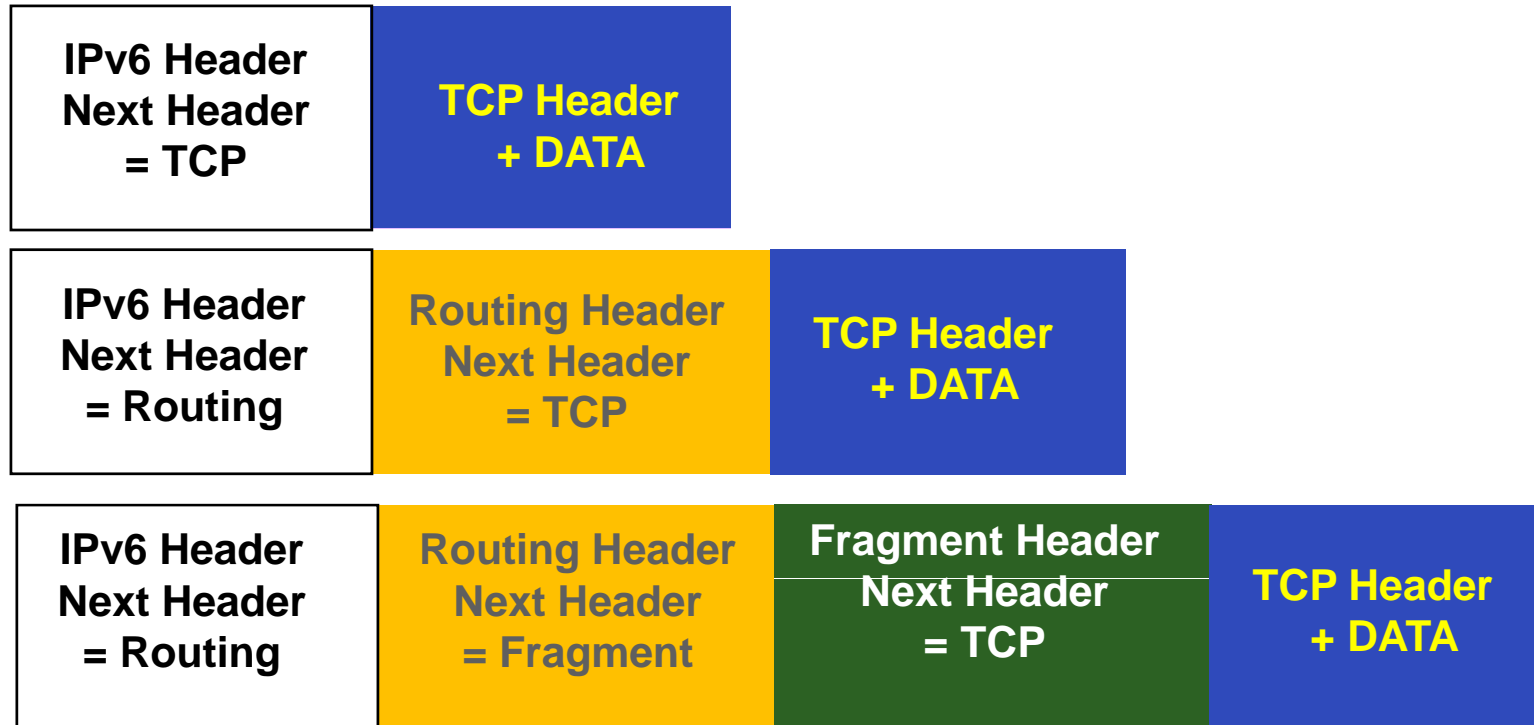 IPv6 Header
Next Header
= TCP
TCP Header
+ DATA
IPv6 Header
Next Header
= Routing
Routing Header
Next Header
= TCP
TCP Header
+ DATA
IPv6 Header
Next Header
= Routing
Routing Header
Next Header
= Fragment
Fragment Header
Next Header
= TCP
TCP Header
+ DATA